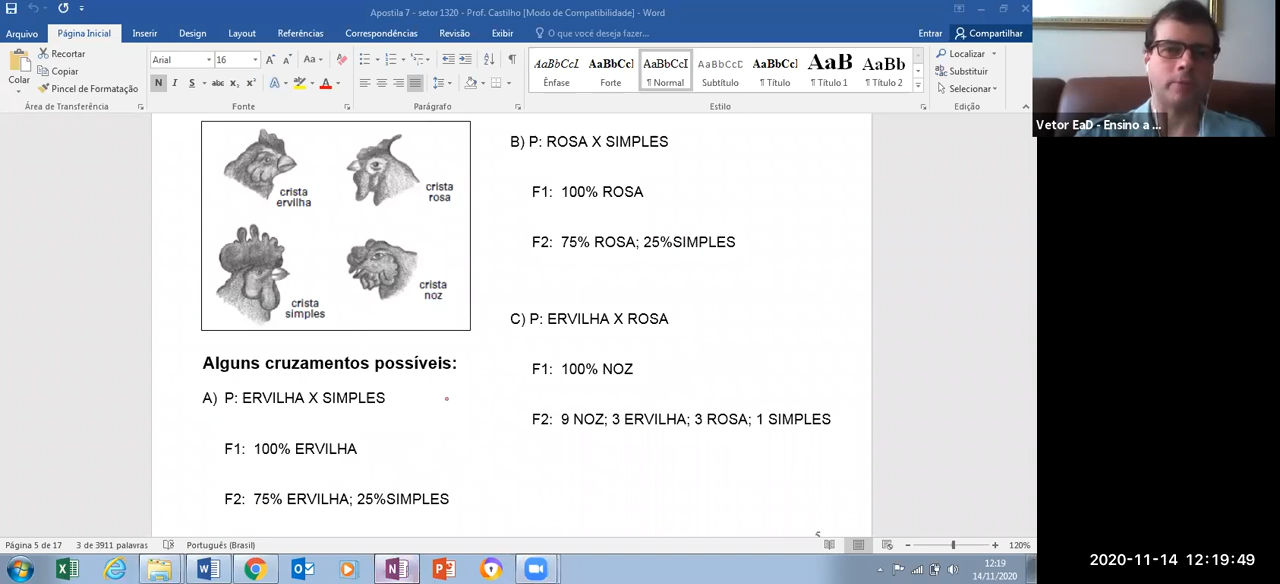 Apostila 7 - setor 1320 - Prof. Castilho [Modo de Compatibilidade] - Word
Arquivo Página Inicial Inserir Design Layout Referências Correspondências Revisão Exibir O que você deseja fazer... Entrar Compartilhar
Colar
Recortar
Copiar
Pincel de Formatação
Área de Transferência
Arial 16
N I S abc x₂ x²
Fonte
Parágrafo
AaBbCcI AaBbCcI AaBbCcI AaBbCcC AaBbCcI AaB AaBb
Ênfase Forte ¶ Normal Subtítulo ¶ Título ¶ Título 1 ¶ Título 2
Estilo
Localizar
Substituir
Selecionar
Edição
Vetor EaD - Ensino a ...
crista
ervilha
crista
rosa
crista
simples
crista
noz
Alguns cruzamentos possíveis:
A) P: ERVILHA X SIMPLES
F1: 100% ERVILHA
F2: 75% ERVILHA; 25%SIMPLES
B) P: ROSA X SIMPLES
F1: 100% ROSA
F2: 75% ROSA; 25%SIMPLES
C) P: ERVILHA X ROSA
F1: 100% NOZ
F2: 9 NOZ; 3 ERVILHA; 3 ROSA; 1 SIMPLES
Página 5 de 17 3 de 3911 palavras Português (Brasil) 120%
12:19
14/11/2020
2020-11-14 12:19:49